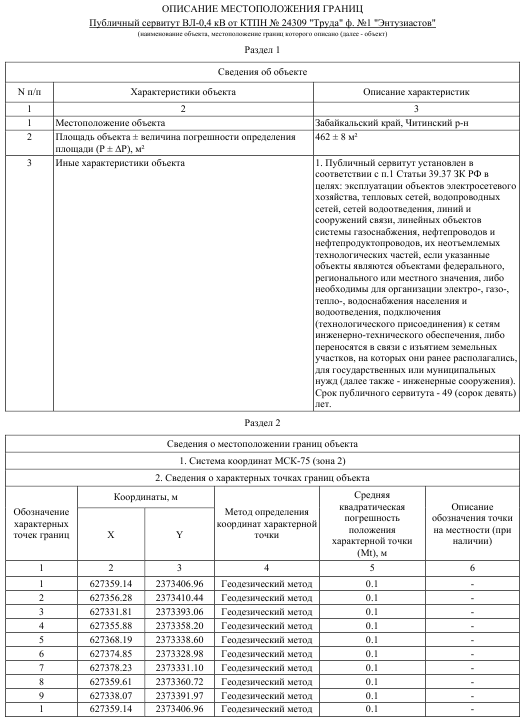 ОПИСАНИЕ МЕСТОПОЛОЖЕНИЯ ГРАНИЦ
Публичный сервитут ВЛ-0,4 кВ от КТПН № 24309 "Труда" ф. №1 "Энтузиастов"
(наименование объекта, местоположение границ которого описано (далее - объект)
Раздел 1
Сведения об объекте
N п/п Характеристики объекта Описание характеристик
1 2 3
1 Местоположение объекта Забайкальский край, Читинский р-н
2 Площадь объекта ± величина погрешности определения площади (P ± ∆P), м² 462 ± 8 м²
3 Иные характеристики объекта 1. Публичный сервитут установлен в
соответствии с п.1 Статьи 39.37 ЗК РФ в
целях: эксплуатации объектов электросетевого
хозяйства, тепловых сетей, водопроводных
сетей, сетей водоотведения, линий и
сооружений связи, линейных объектов
системы газоснабжения, нефтепроводов и
нефтепродуктопроводов, их неотъемлемых
технологических частей, если указанные
объекты являются объектами федерального,
регионального или местного значения, либо
необходимы для организации электро-, газо-,
тепло-, водоснабжения населения и
водоотведения, подключения
(технологического присоединения) к сетям
инженерно-технического обеспечения, либо
переносятся в связи с изъятием земельных
участков, на которых они ранее располагались,
для государственных или муниципальных
нужд (далее также - инженерные сооружения).
Срок публичного сервитута - 49 (сорок девять)
лет.
Раздел 2
Сведения о местоположении границ объекта
1. Система координат МСК-75 (зона 2)
2. Сведения о характерных точках границ объекта
Обозначение характерных точек границ Координаты, м Метод определения координат характерной точки Средняя квадратическая погрешность положения характерной точки (Mt), м Описание обозначения точки на местности (при наличии)
X Y
1 2 3 4 5 6
1 627359.14 2373406.96 Геодезический метод 0.1 -
2 627356.28 2373410.44 Геодезический метод 0.1 -
3 627331.81 2373393.06 Геодезический метод 0.1 -
4 627355.88 2373358.20 Геодезический метод 0.1 -
5 627368.19 2373338.60 Геодезический метод 0.1 -
6 627374.85 2373328.98 Геодезический метод 0.1 -
7 627378.23 2373331.10 Геодезический метод 0.1 -
8 627359.61 2373360.72 Геодезический метод 0.1 -
9 627338.07 2373391.97 Геодезический метод 0.1 -
1 627359.14 2373406.96 Геодезический метод 0.1 -